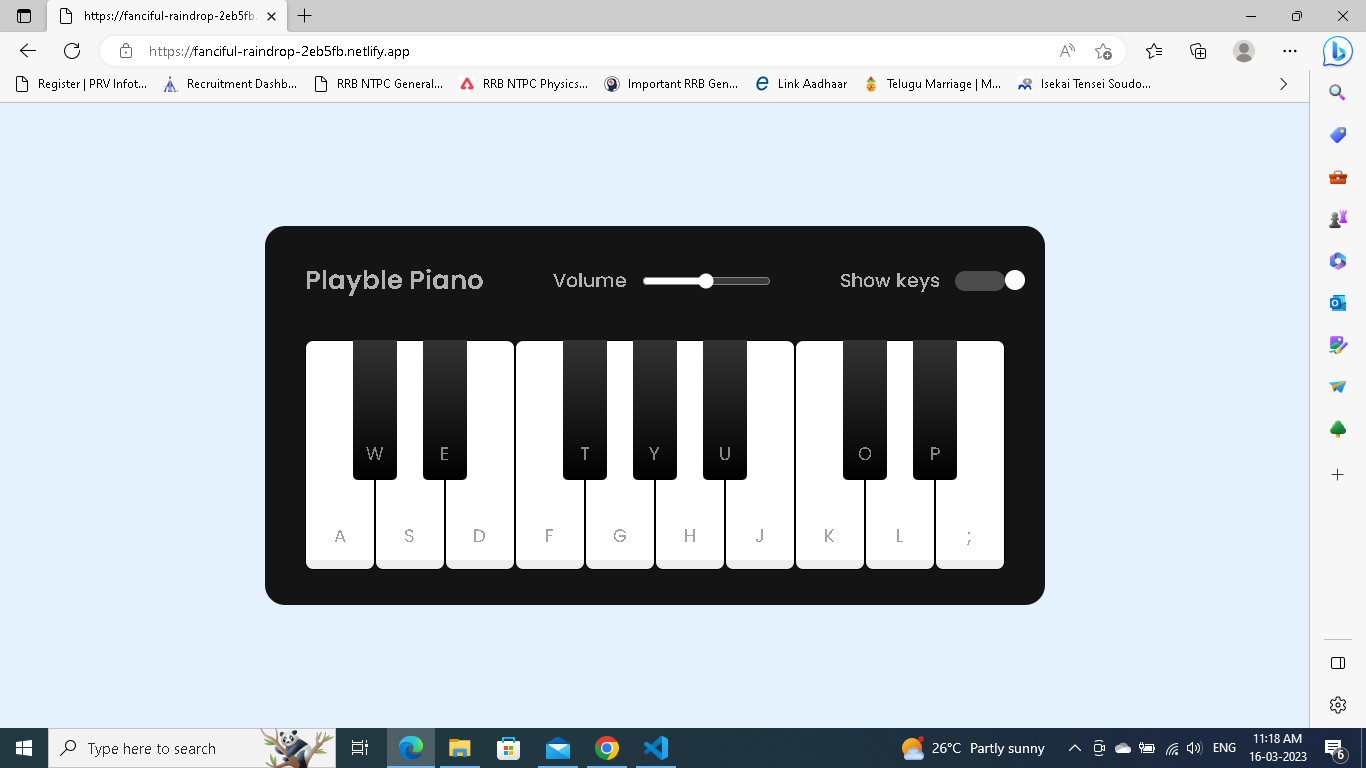 https://fanciful-raindrop-2eb5fb.
https://fanciful-raindrop-2eb5fb.netlify.app
Register | PRV Infot... Recruitment Dashb... RRB NTPC General... RRB NTPC Physics... Important RRB Gen... Link Aadhaar Telugu Marriage | M... Isekai Tensei Soudo...
Playble Piano Volume Show keys
W E T Y U O P
A S D F G H J K L ;
Type here to search 26°C Partly sunny ENG 11:18 AM
16-03-2023 6